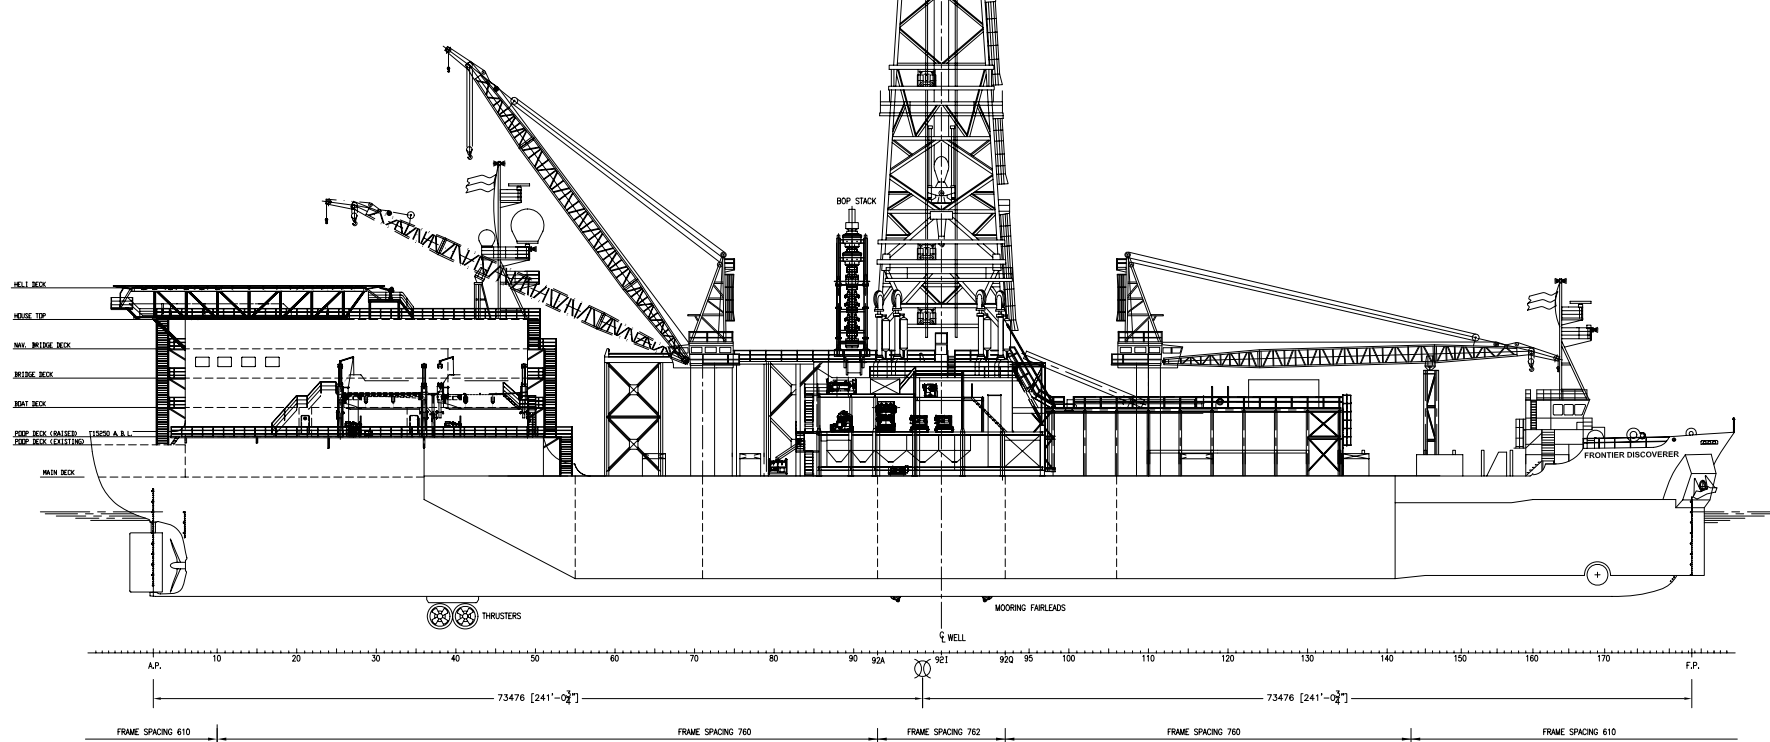 BOP STACK
HELI DECK
HOUSE TOP
NAV. BRIDGE DECK
BRIDGE DECK
BOAT DECK
POOP DECK (RAISED) 15250 A.B.L.
POOP DECK (EXISTING)
MAIN DECK
FRONTIER DISCOVERER
THRUSTERS
MOORING FAIRLEADS
℄ WELL
A.P. 10 20 30 40 50 60 70 80 90 92A 92I 92Q 95 100 110 120 130 140 150 160 170 F.P.
73476 [241'-0¾"] 73476 [241'-0¾"]
FRAME SPACING 610 FRAME SPACING 760 FRAME SPACING 762 FRAME SPACING 760 FRAME SPACING 610